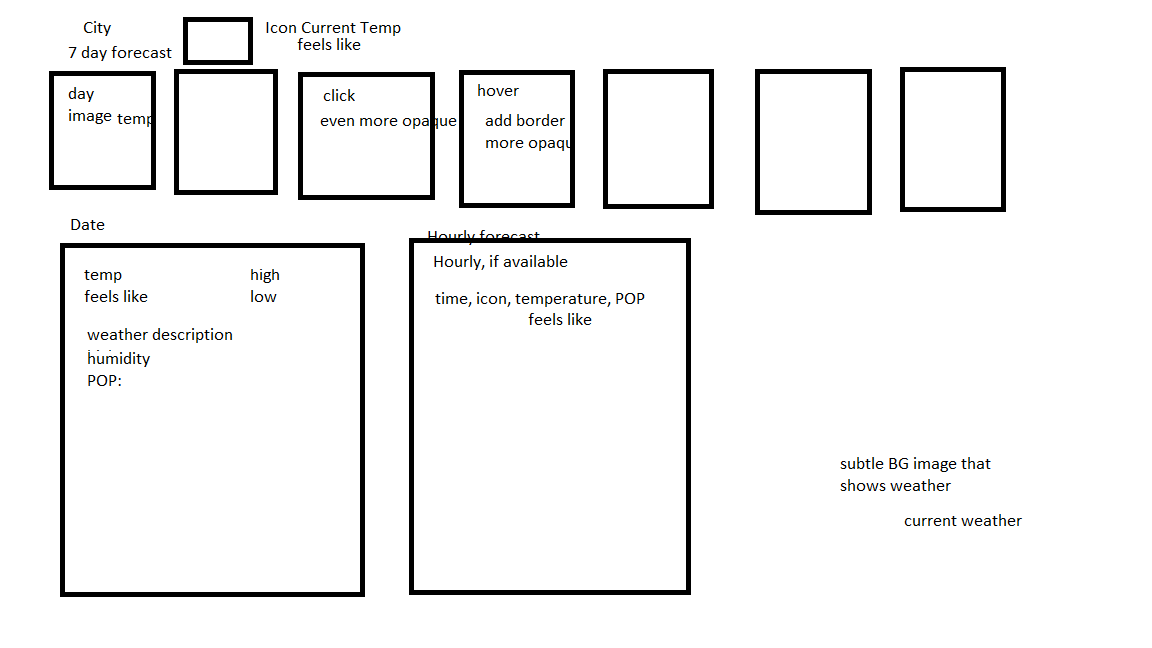 City
Icon Current Temp
feels like
7 day forecast
day
image temp
click
even more opaque
hover
add border
more opaqu
Date
temp
feels like
high
low
weather description
humidity
POP:
Hourly forecast
Hourly, if available
time, icon, temperature, POP
feels like
subtle BG image that
shows weather
current weather